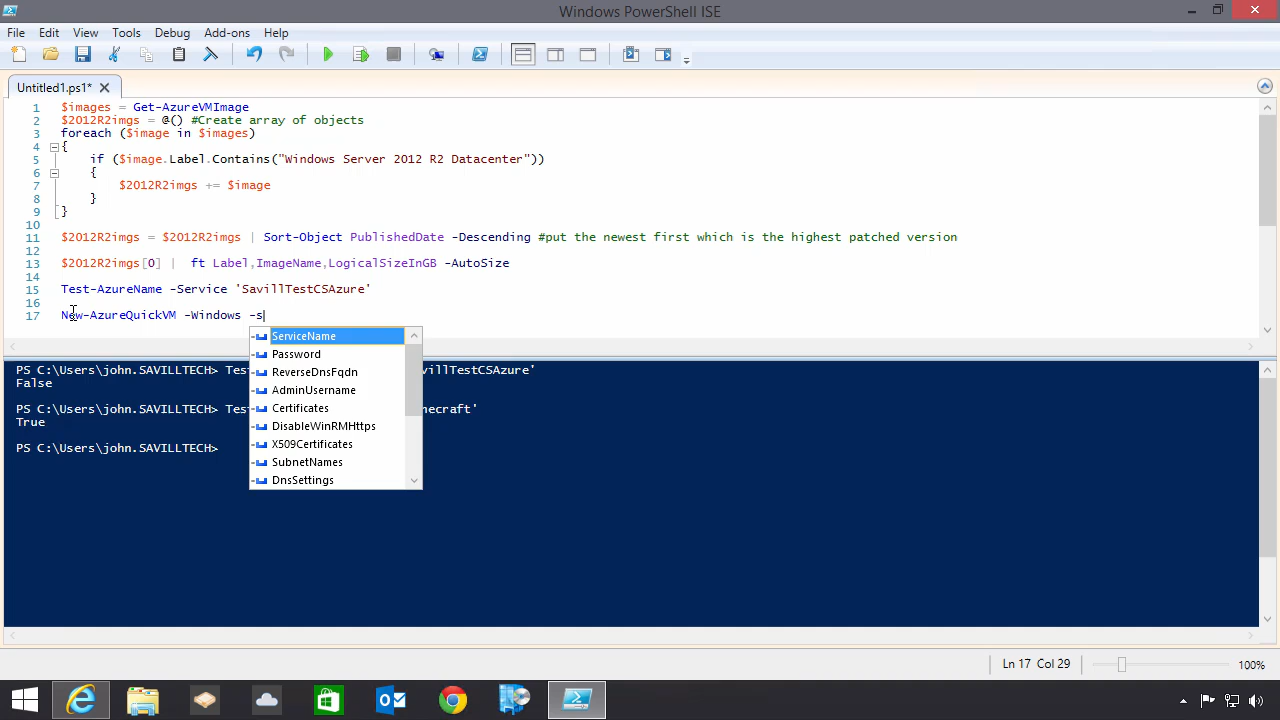 Windows PowerShell ISE
File Edit View Tools Debug Add-ons Help
Untitled1.ps1*
1 $images = Get-AzureVMImage
2 $2012R2imgs = @() #Create array of objects
3 foreach ($image in $images)
4 {
5 if ($image.Label.Contains("Windows Server 2012 R2 Datacenter"))
6 {
7 $2012R2imgs += $image
8 }
9 }
10
11 $2012R2imgs = $2012R2imgs | Sort-Object PublishedDate -Descending #put the newest first which is the highest patched version
12
13 $2012R2imgs[0] | ft Label,ImageName,LogicalSizeInGB -AutoSize
14
15 Test-AzureName -Service 'SavillTestCSAzure'
16
17 New-AzureQuickVM -Windows -s
ServiceName
Password
ReverseDnsFqdn
AdminUsername
Certificates
DisableWinRMHttps
X509Certificates
SubnetNames
DnsSettings
PS C:\Users\john.SAVILLTECH> Tes villTestCSAzure'
False
PS C:\Users\john.SAVILLTECH> Tes necraft'
True
PS C:\Users\john.SAVILLTECH>
Ln 17 Col 29 100%